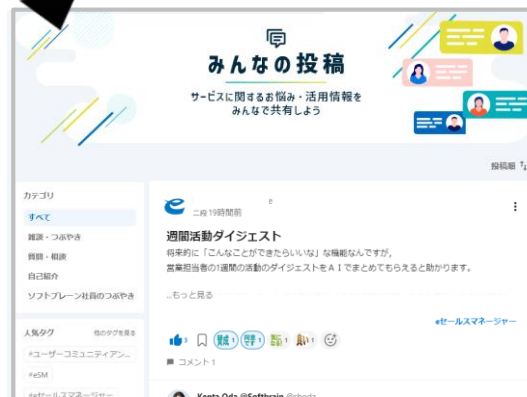 みんなの投稿
サービスに関するお悩み・活用情報を
みんなで共有しよう
投稿順
カテゴリ
すべて
雑談・つぶやき
質問・相談
自己紹介
ソフトブレーン社員のつぶやき
人気タグ 他のタグを見る
#ユーザーコミュニティアン...
#eSM
#eセールスマネージャー
e
二段 19時間前
週間活動ダイジェスト
将来的に「こんなことができたらいいな」な機能なんですが,
営業担当者の1週間の活動のダイジェストをAIでまとめてもらえると助かります。
...もっと見る
eセールスマネージャー
3 賛成 1 同意です 1 1 1
コメント1
Kenta Oda @Softbrain